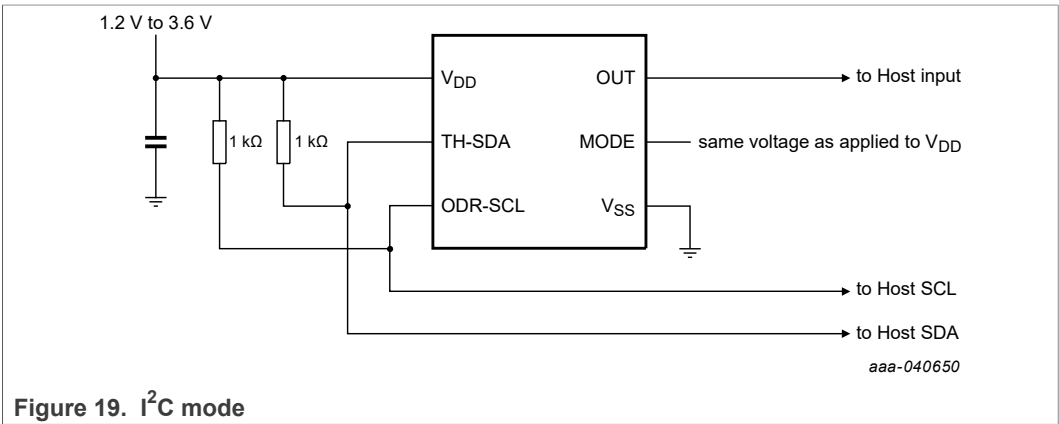 1.2 V to 3.6 V
VDD
OUT
to Host input
1 kΩ
1 kΩ
TH-SDA
MODE
same voltage as applied to VDD
ODR-SCL
VSS
to Host SCL
to Host SDA
aaa-040650
Figure 19. I²C mode